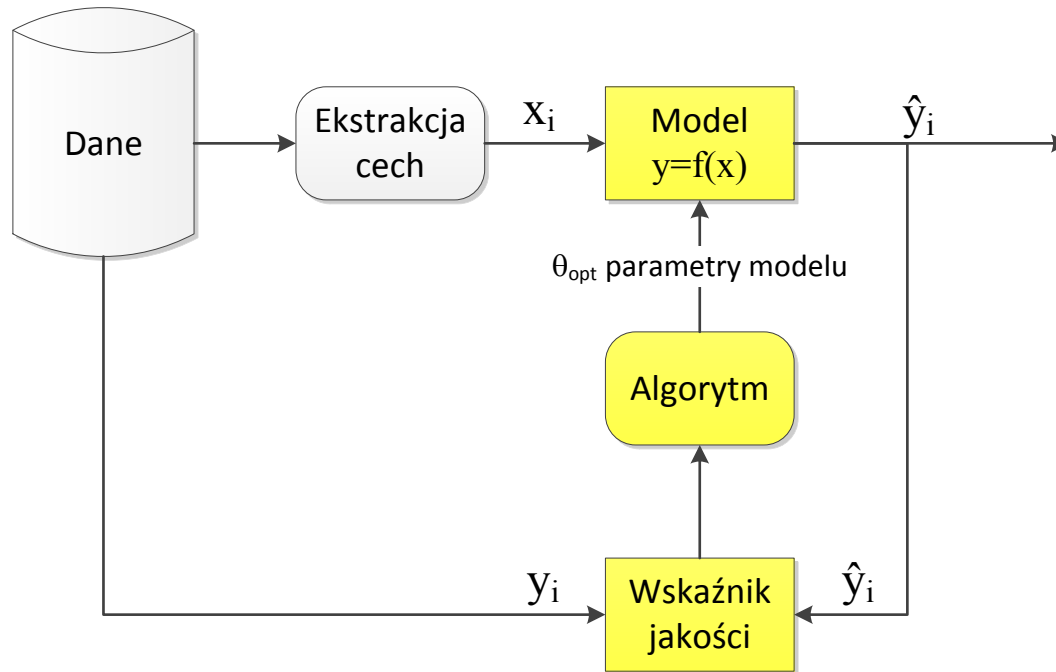 Dane
Ekstrakcja
cech
xᵢ
Model
y=f(x)
ŷᵢ
θₒₚₜ parametry modelu
Algorytm
yᵢ
Wskaźnik
jakości
ŷᵢ